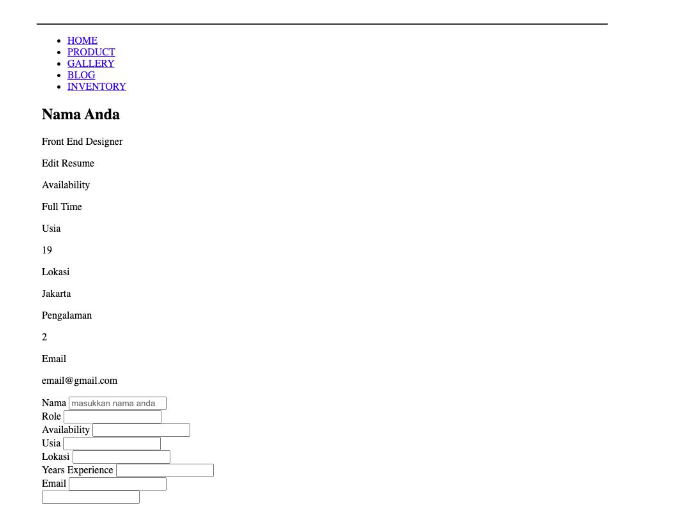 HOME
PRODUCT
GALLERY
BLOG
INVENTORY
Nama Anda
Front End Designer
Edit Resume
Availability
Full Time
Usia
19
Lokasi
Jakarta
Pengalaman
2
Email
email@gmail.com
Nama masukkan nama anda
Role
Availability
Usia
Lokasi
Years Experience
Email